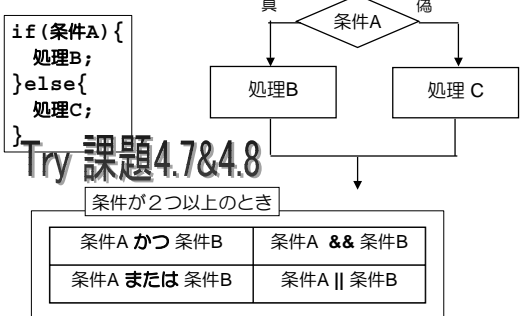 if(条件A){
処理B;
}else{
処理C;
}
真
偽
条件A
処理B
処理 C
Try 課題4.7&4.8
条件が２つ以上のとき
条件A かつ 条件B
条件A && 条件B
条件A または 条件B
条件A || 条件B